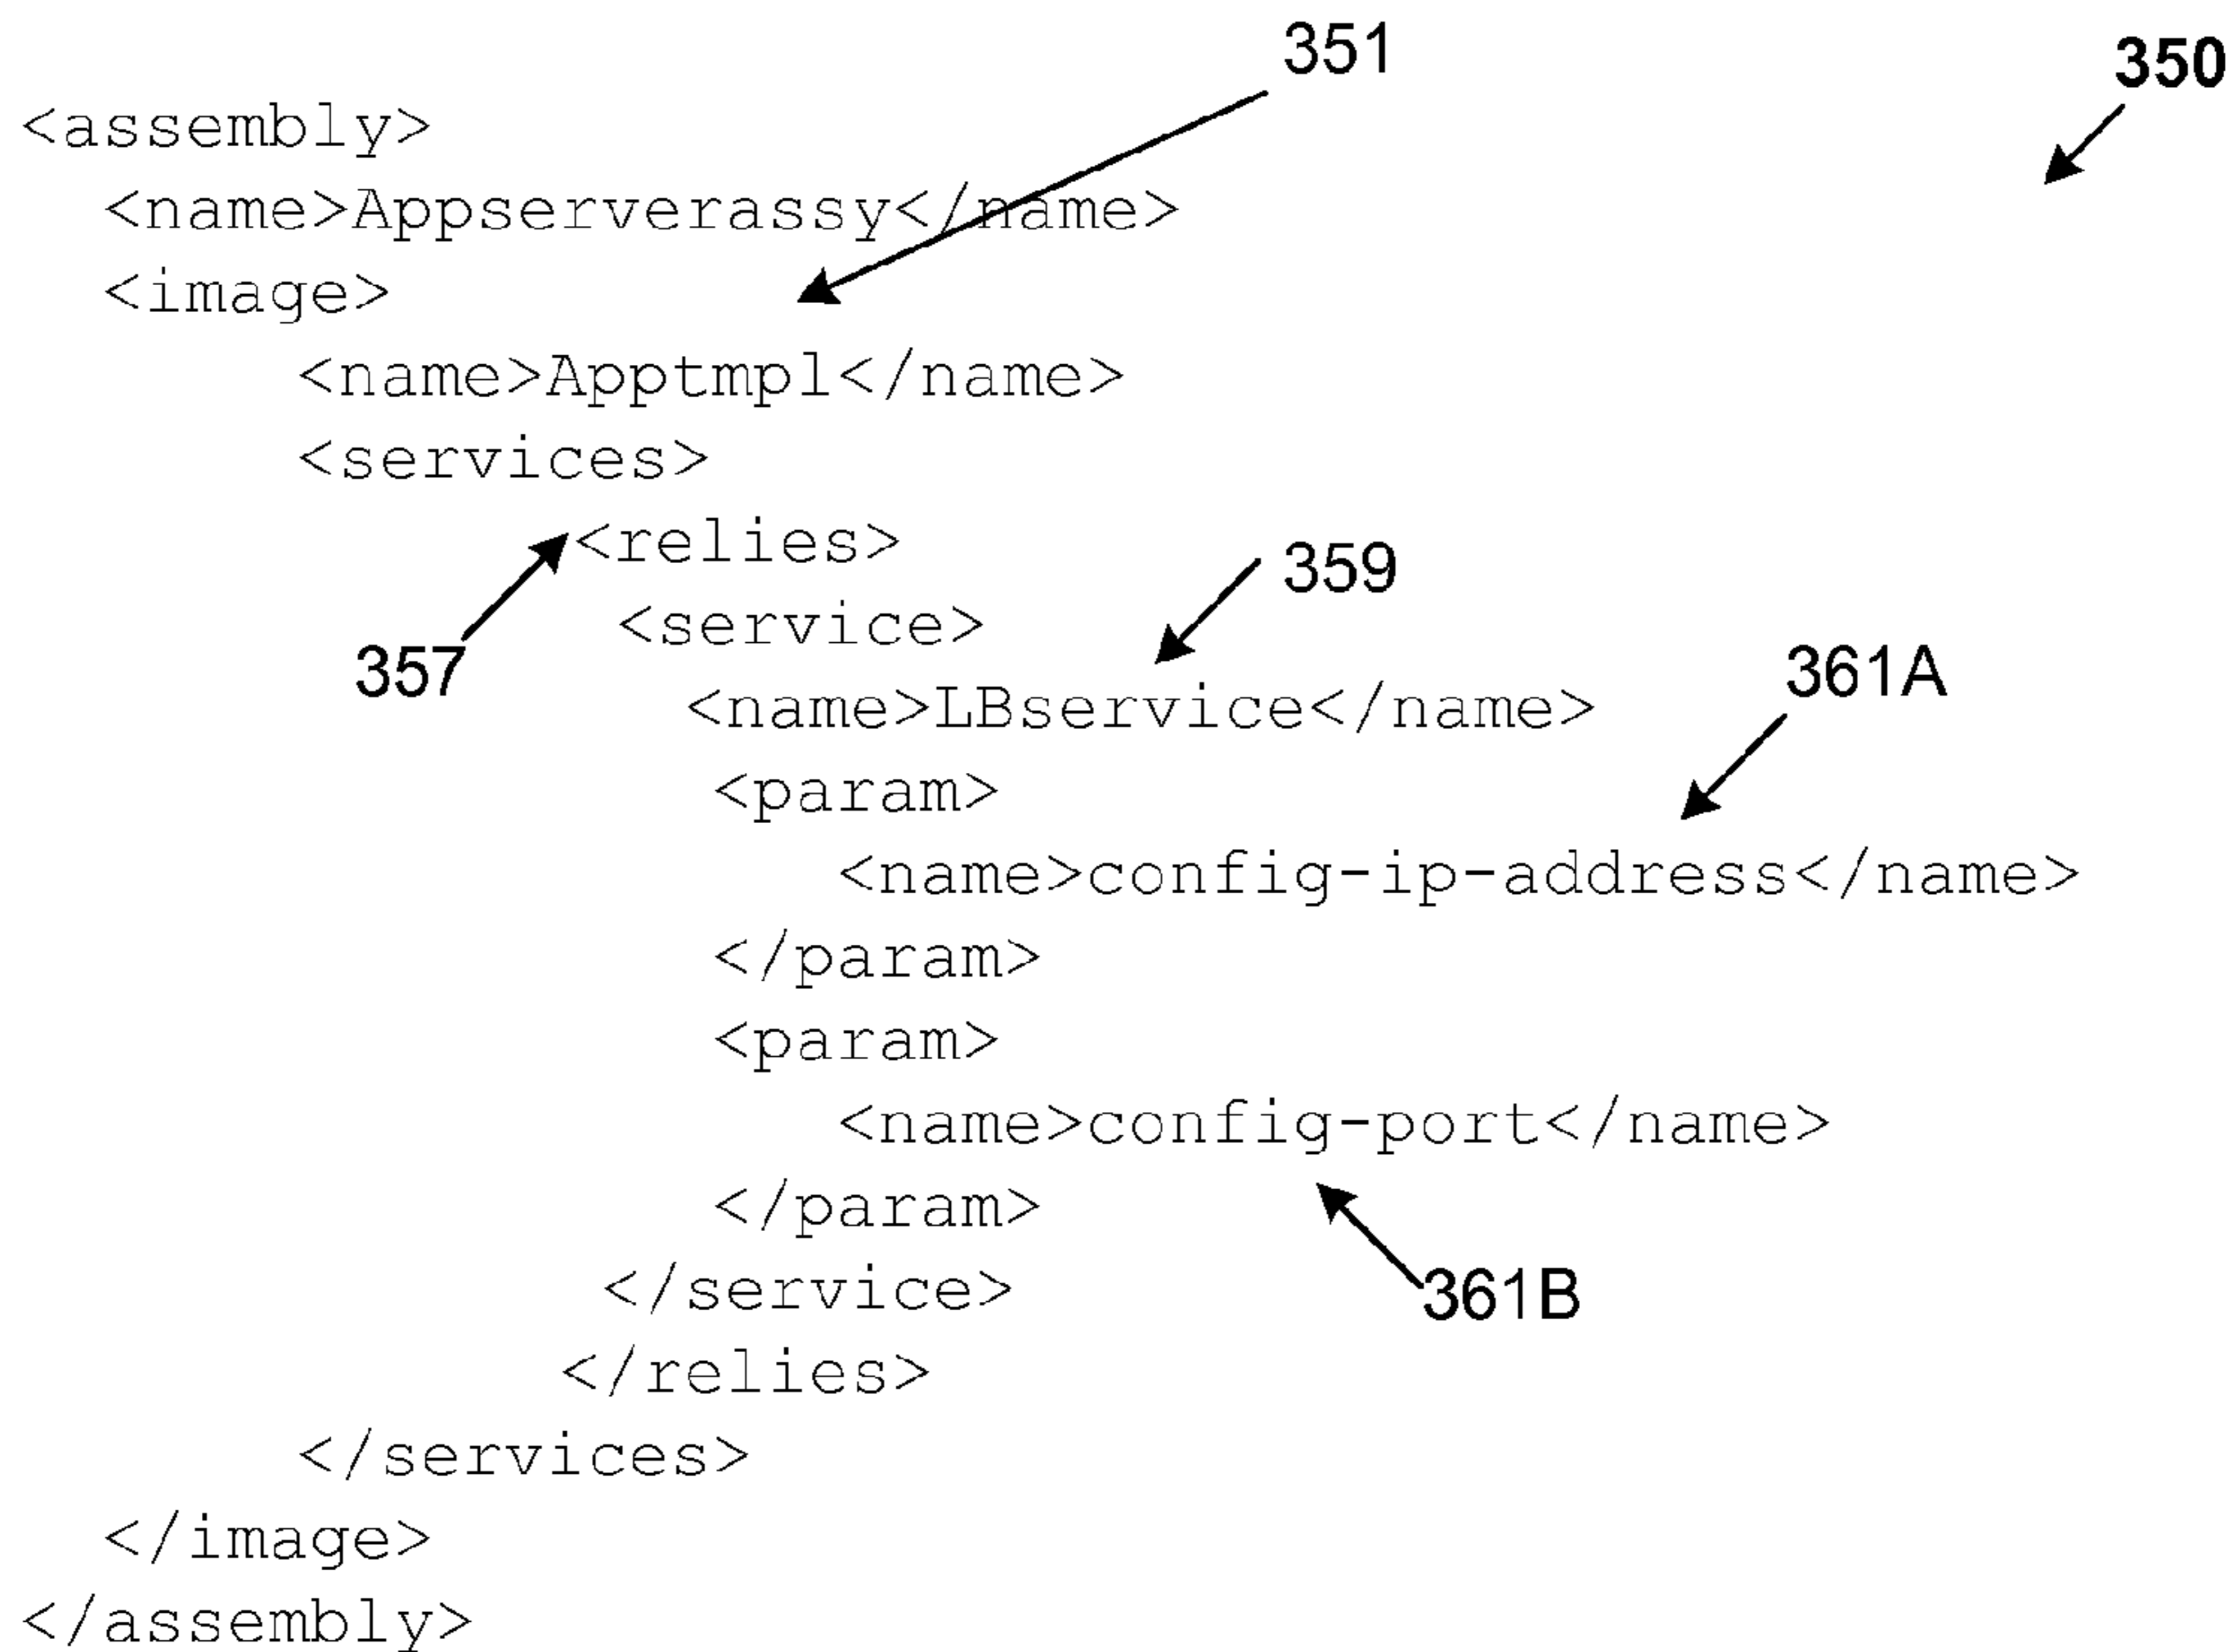 351
350
<assembly>
<name>Appserverassy</name>
<image>
<name>Apptmpl</name>
<services>
<relies>
359
<service>
357
361A
<name>LBservice</name>
<param>
<name>config-ip-address</name>
</param>
<param>
<name>config-port</name>
</param>
</service>
361B
</relies>
</services>
</image>
</assembly>